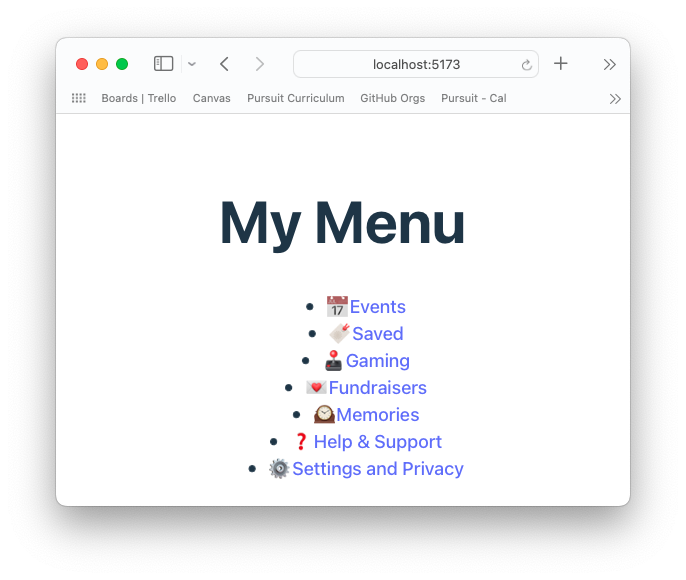 localhost:5173
Boards | Trello Canvas Pursuit Curriculum GitHub Orgs Pursuit - Cal
My Menu
• 📅Events
• 🔖Saved
• 🕹️Gaming
• 💌Fundraisers
• 🕰️Memories
• ❓Help & Support
• ⚙️Settings and Privacy